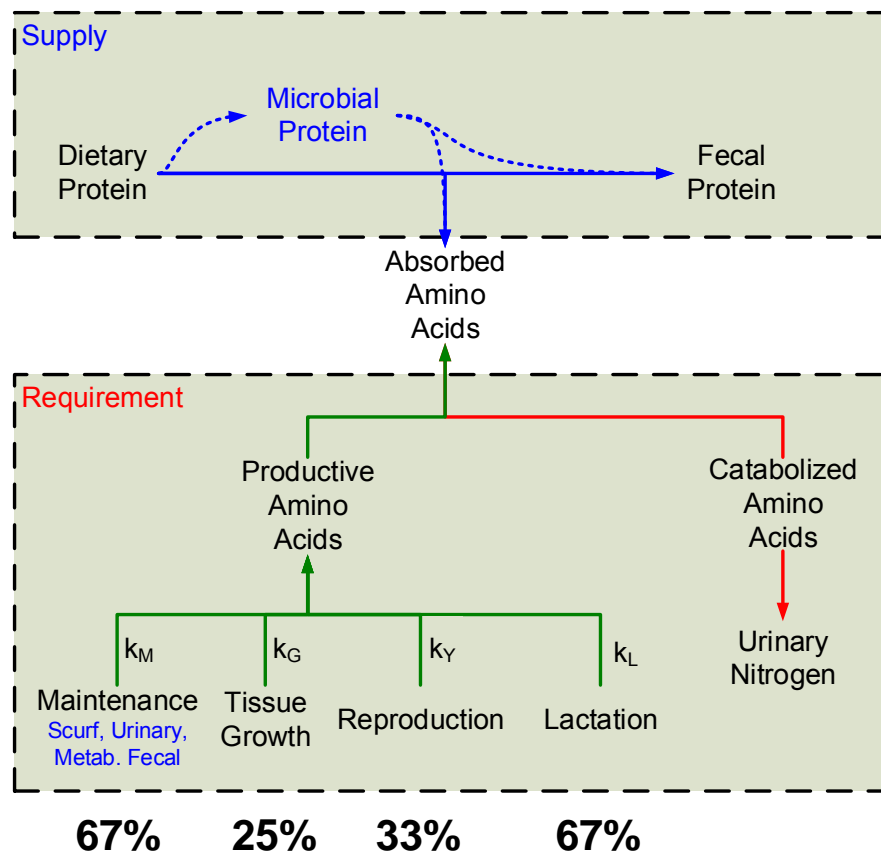 Supply
Microbial
Protein
Dietary
Protein
Fecal
Protein
Absorbed
Amino
Acids
Requirement
Productive
Amino
Acids
Catabolized
Amino
Acids
Urinary
Nitrogen
kM
kG
kY
kL
Maintenance
Scurf, Urinary,
Metab. Fecal
Tissue
Growth
Reproduction
Lactation
67% 25% 33% 67%